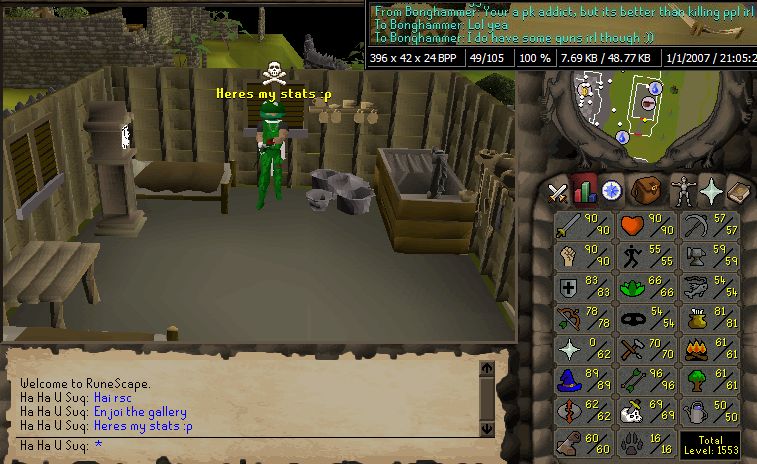 From Bonghammer: Your a pk addict, but its better than killing ppl irl
To Bonghammer: Lol yea
To Bonghammer: I do have some guns irl though :))
396 x 42 x 24 BPP 49/105 100 % 7.69 KB / 48.77 KB 1/1/2007 / 21:05:2
Heres my stats :p
90/90 90/90 57/57
90/90 55/55 59/59
83/83 66/66 54/54
78/78 54/54 81/81
0/62 70/70 61/61
89/89 96/96 61/61
62/62 69/69 50/50
60/60 16/16 Total Level: 1553
Welcome to RuneScape.
Ha Ha U Suq: Hai rsc
Ha Ha U Suq: Enjoi the gallery
Ha Ha U Suq: Heres my stats :p
Ha Ha U Suq: *